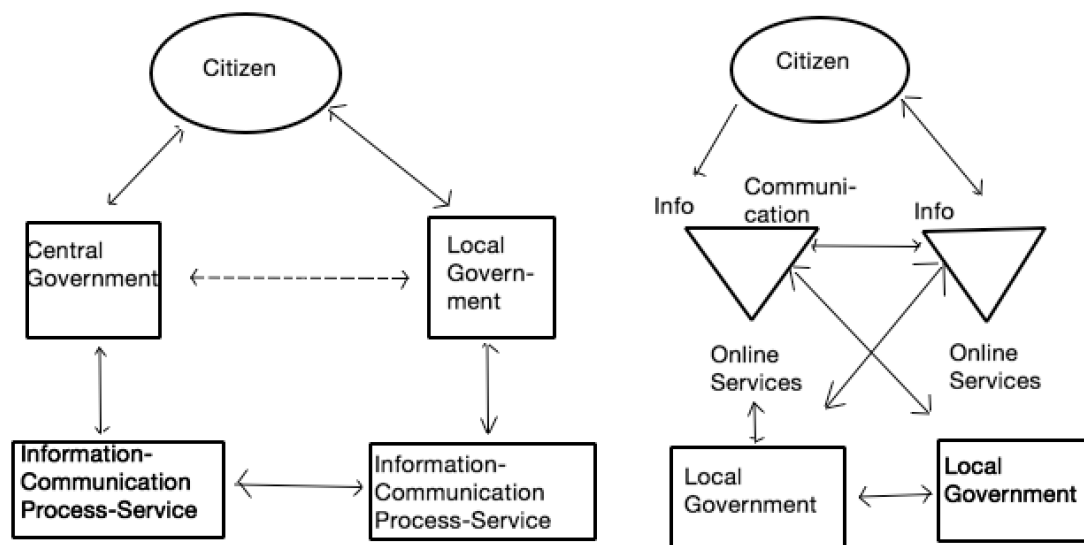 Citizen
Central
Government
Local
Govern-
ment
Information-
Communication
Process-Service
Information-
Communication
Process-Service
Citizen
Info
Communi-
cation
Info
Online
Services
Online
Services
Local
Government
Local
Government